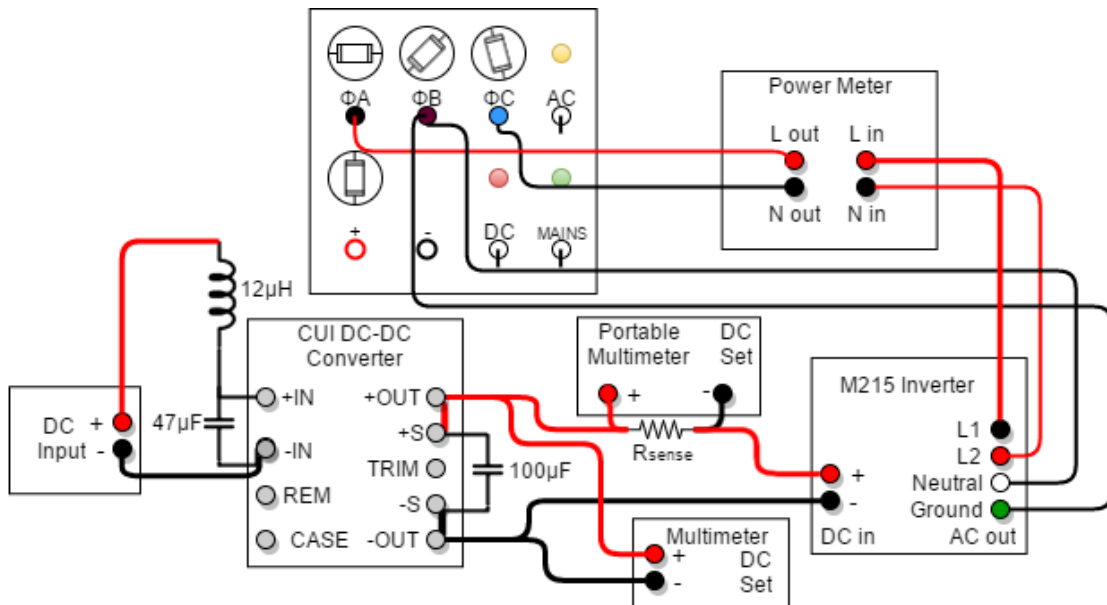 ΦA
ΦB
ΦC
AC
+
-
DC
MAINS
Power Meter
L out
L in
N out
N in
12µH
47µF
DC
Input
+
-
CUI DC-DC
Converter
+IN
+OUT
+S
-IN
TRIM
REM
-S
CASE
-OUT
100µF
Portable
Multimeter
DC
Set
+
-
Rsense
Multimeter
DC
Set
+
-
M215 Inverter
L1
L2
Neutral
Ground
+
-
DC in
AC out